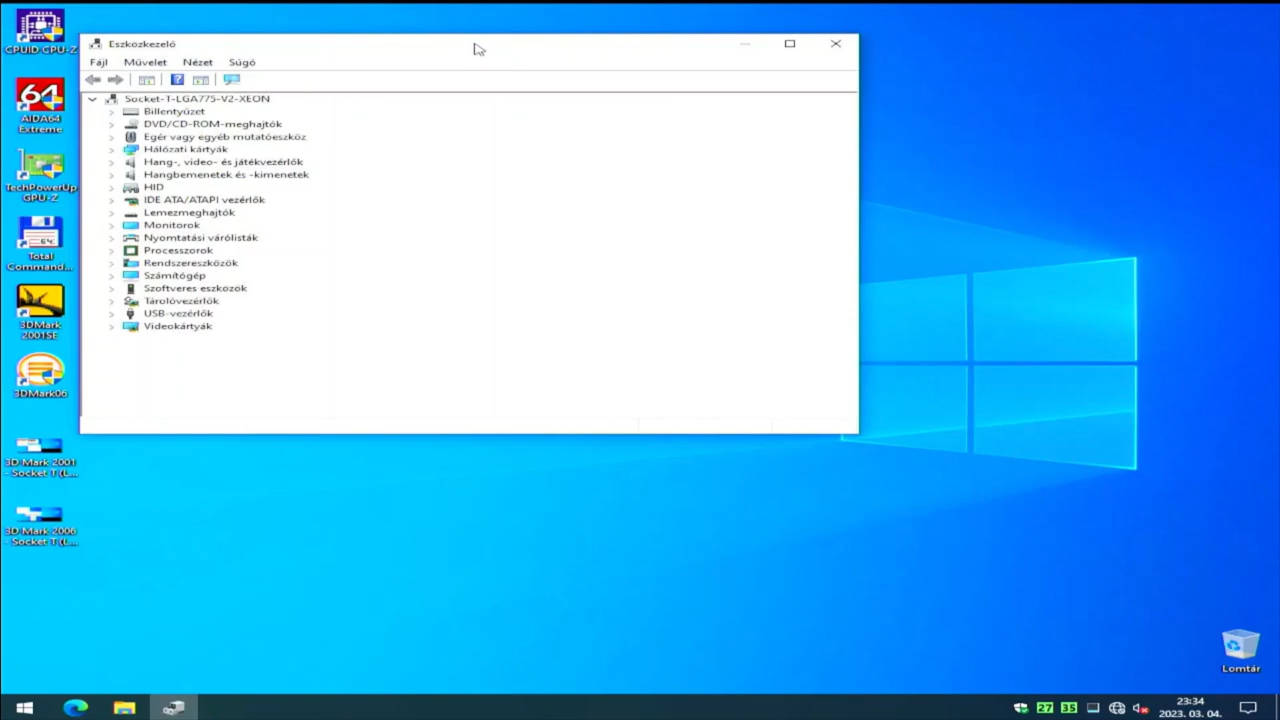 CPUID CPU-Z
64
AIDA64
Extreme
TechPowerUp
GPU-Z
64
Total
Command...
3DMark
2001SE
3DMark06
3D Mark 2001
- Socket T (L...
3D Mark 2006
- Socket T (L...
Eszközkezelő
Fájl Művelet Nézet Súgó
Socket-T-LGA775-V2-XEON
Billentyűzet
DVD/CD-ROM-meghajtók
Egér vagy egyéb mutatóeszköz
Hálózati kártyák
Hang-, video- és játékvezérlők
Hangbemenetek és -kimenetek
HID
IDE ATA/ATAPI vezérlők
Lemezmeghajtók
Monitorok
Nyomtatási várólisták
Processzorok
Rendszereszközök
Számítógép
Szoftveres eszközök
Tárolóvezérlők
USB-vezérlők
Videokártyák
Lomtár
27 35
23:34
2023. 03. 04.